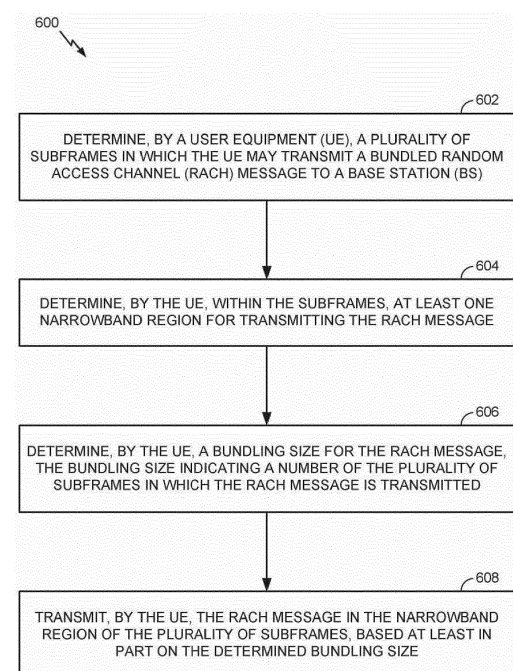 600
602
DETERMINE, BY A USER EQUIPMENT (UE), A PLURALITY OF
SUBFRAMES IN WHICH THE UE MAY TRANSMIT A BUNDLED RANDOM
ACCESS CHANNEL (RACH) MESSAGE TO A BASE STATION (BS)
604
DETERMINE, BY THE UE, WITHIN THE SUBFRAMES, AT LEAST ONE
NARROWBAND REGION FOR TRANSMITTING THE RACH MESSAGE
606
DETERMINE, BY THE UE, A BUNDLING SIZE FOR THE RACH MESSAGE,
THE BUNDLING SIZE INDICATING A NUMBER OF THE PLURALITY OF
SUBFRAMES IN WHICH THE RACH MESSAGE IS TRANSMITTED
608
TRANSMIT, BY THE UE, THE RACH MESSAGE IN THE NARROWBAND
REGION OF THE PLURALITY OF SUBFRAMES, BASED AT LEAST IN
PART ON THE DETERMINED BUNDLING SIZE